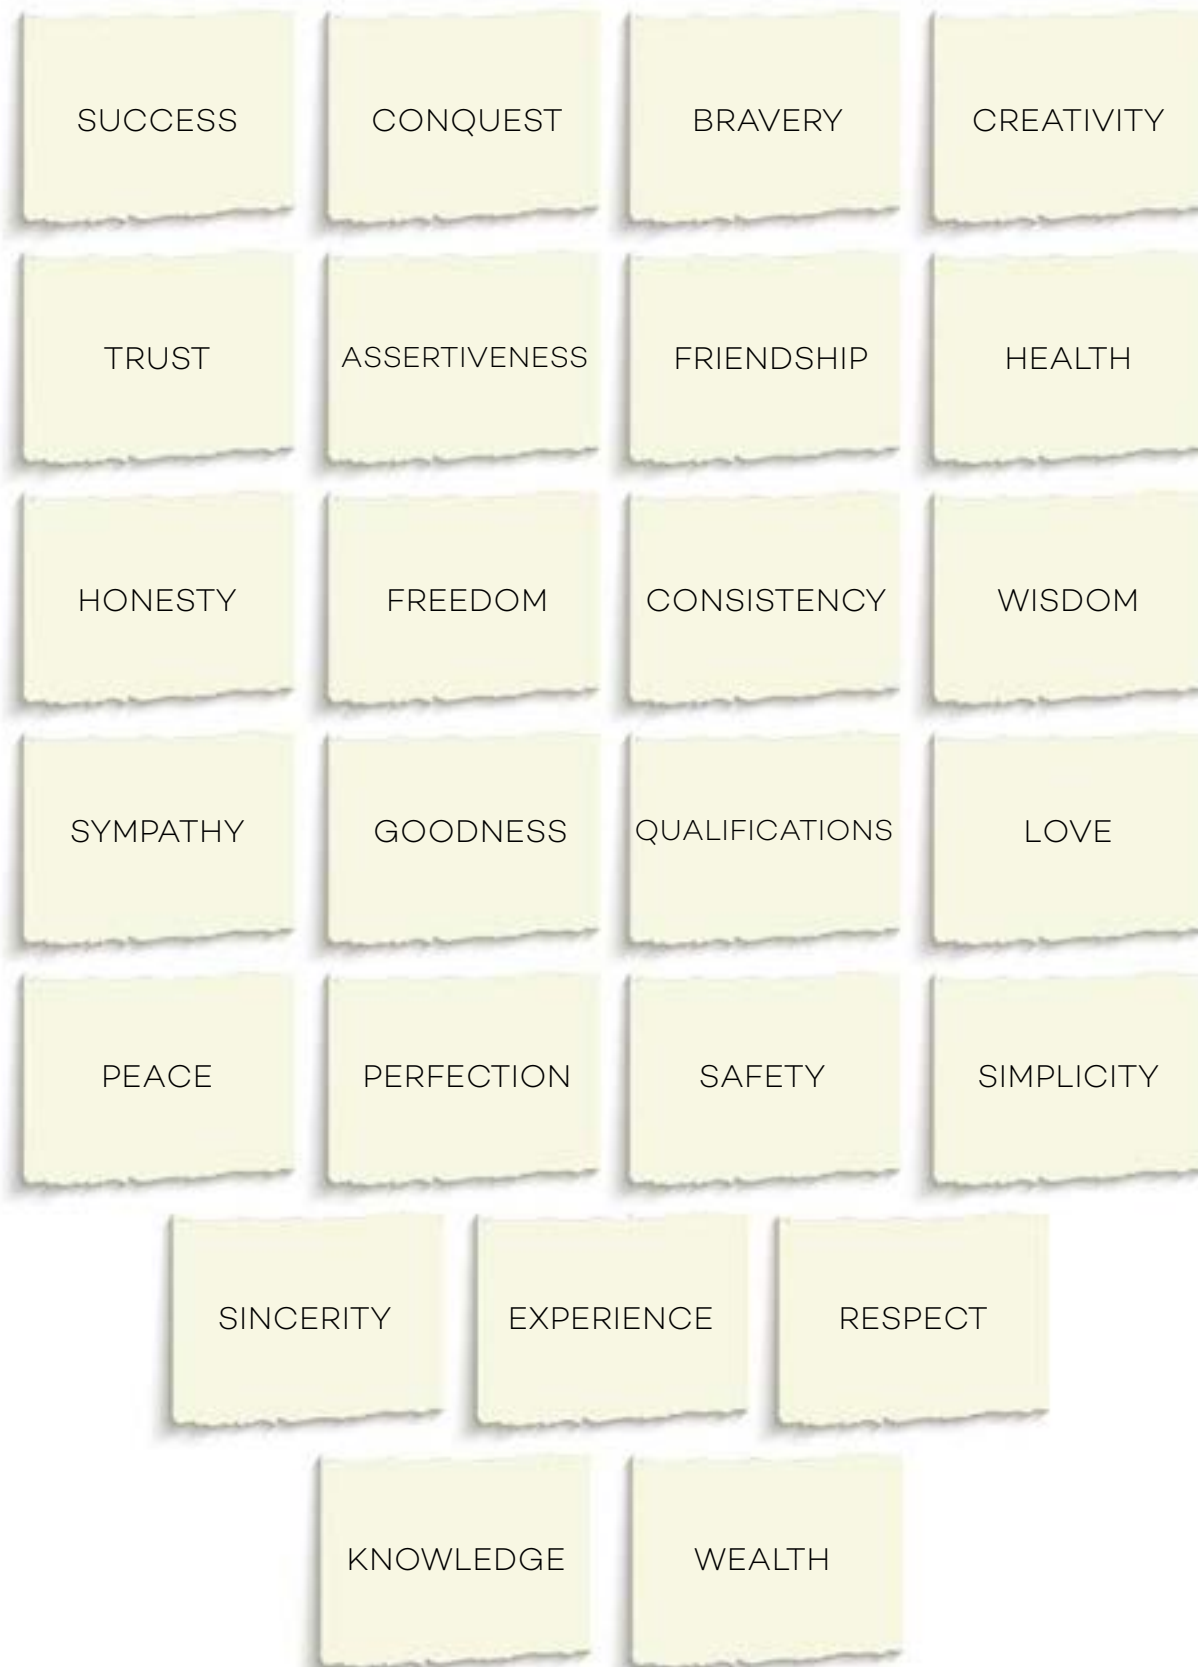 SUCCESS CONQUEST BRAVERY CREATIVITY
TRUST ASSERTIVENESS FRIENDSHIP HEALTH
HONESTY FREEDOM CONSISTENCY WISDOM
SYMPATHY GOODNESS QUALIFICATIONS LOVE
PEACE PERFECTION SAFETY SIMPLICITY
SINCERITY EXPERIENCE RESPECT
KNOWLEDGE WEALTH